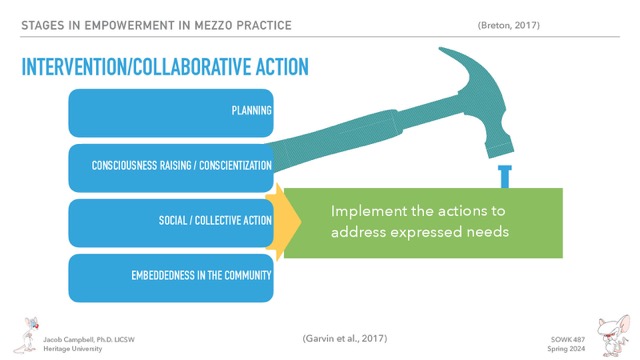 STAGES IN EMPOWERMENT IN MEZZO PRACTICE
(Breton, 2017)
INTERVENTION/COLLABORATIVE ACTION
PLANNING
CONSCIOUSNESS RAISING / CONSCIENTIZATION
SOCIAL / COLLECTIVE ACTION
EMBEDDEDNESS IN THE COMMUNITY
Implement the actions to
address expressed needs
Jacob Campbell, Ph.D. LICSW
Heritage University
(Garvin et al., 2017)
SOWK 487
Spring 2024